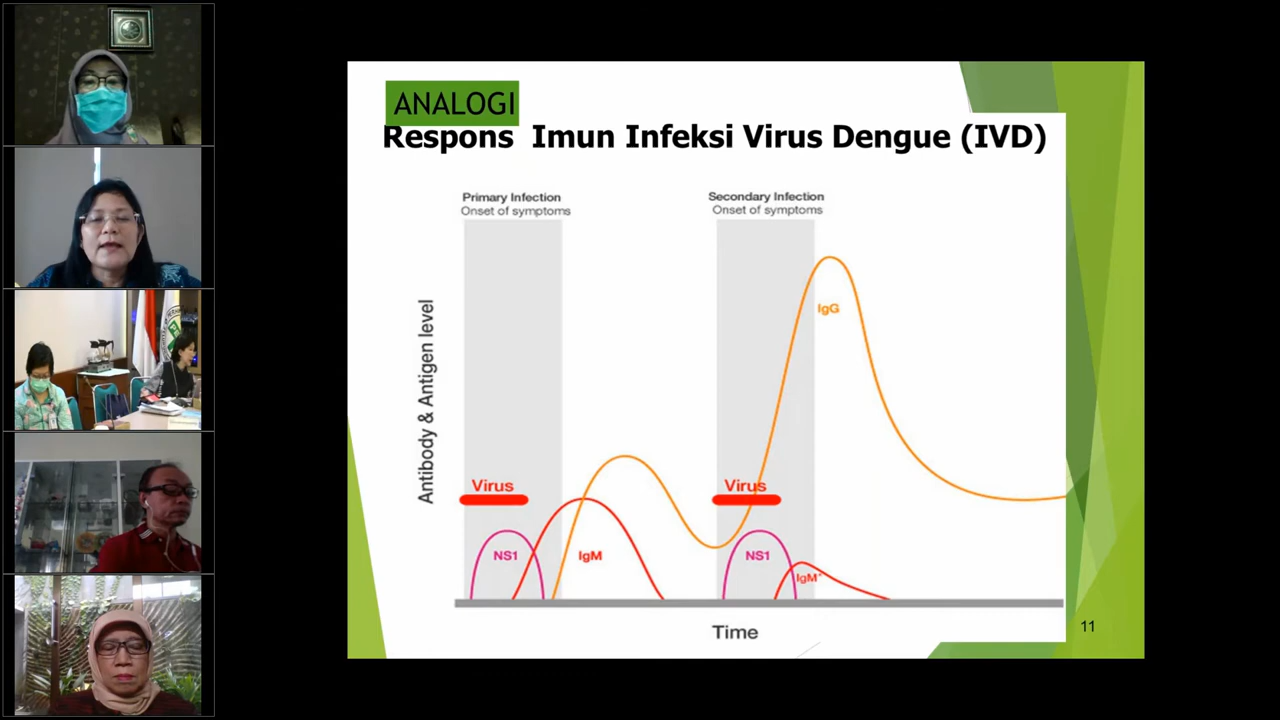 ANALOGI
Respons Imun Infeksi Virus Dengue (IVD)
Primary Infection
Onset of symptoms
Secondary Infection
Onset of symptoms
Antibody & Antigen level
IgG
Virus
Virus
NS1
IgM
NS1
IgM*
Time
11